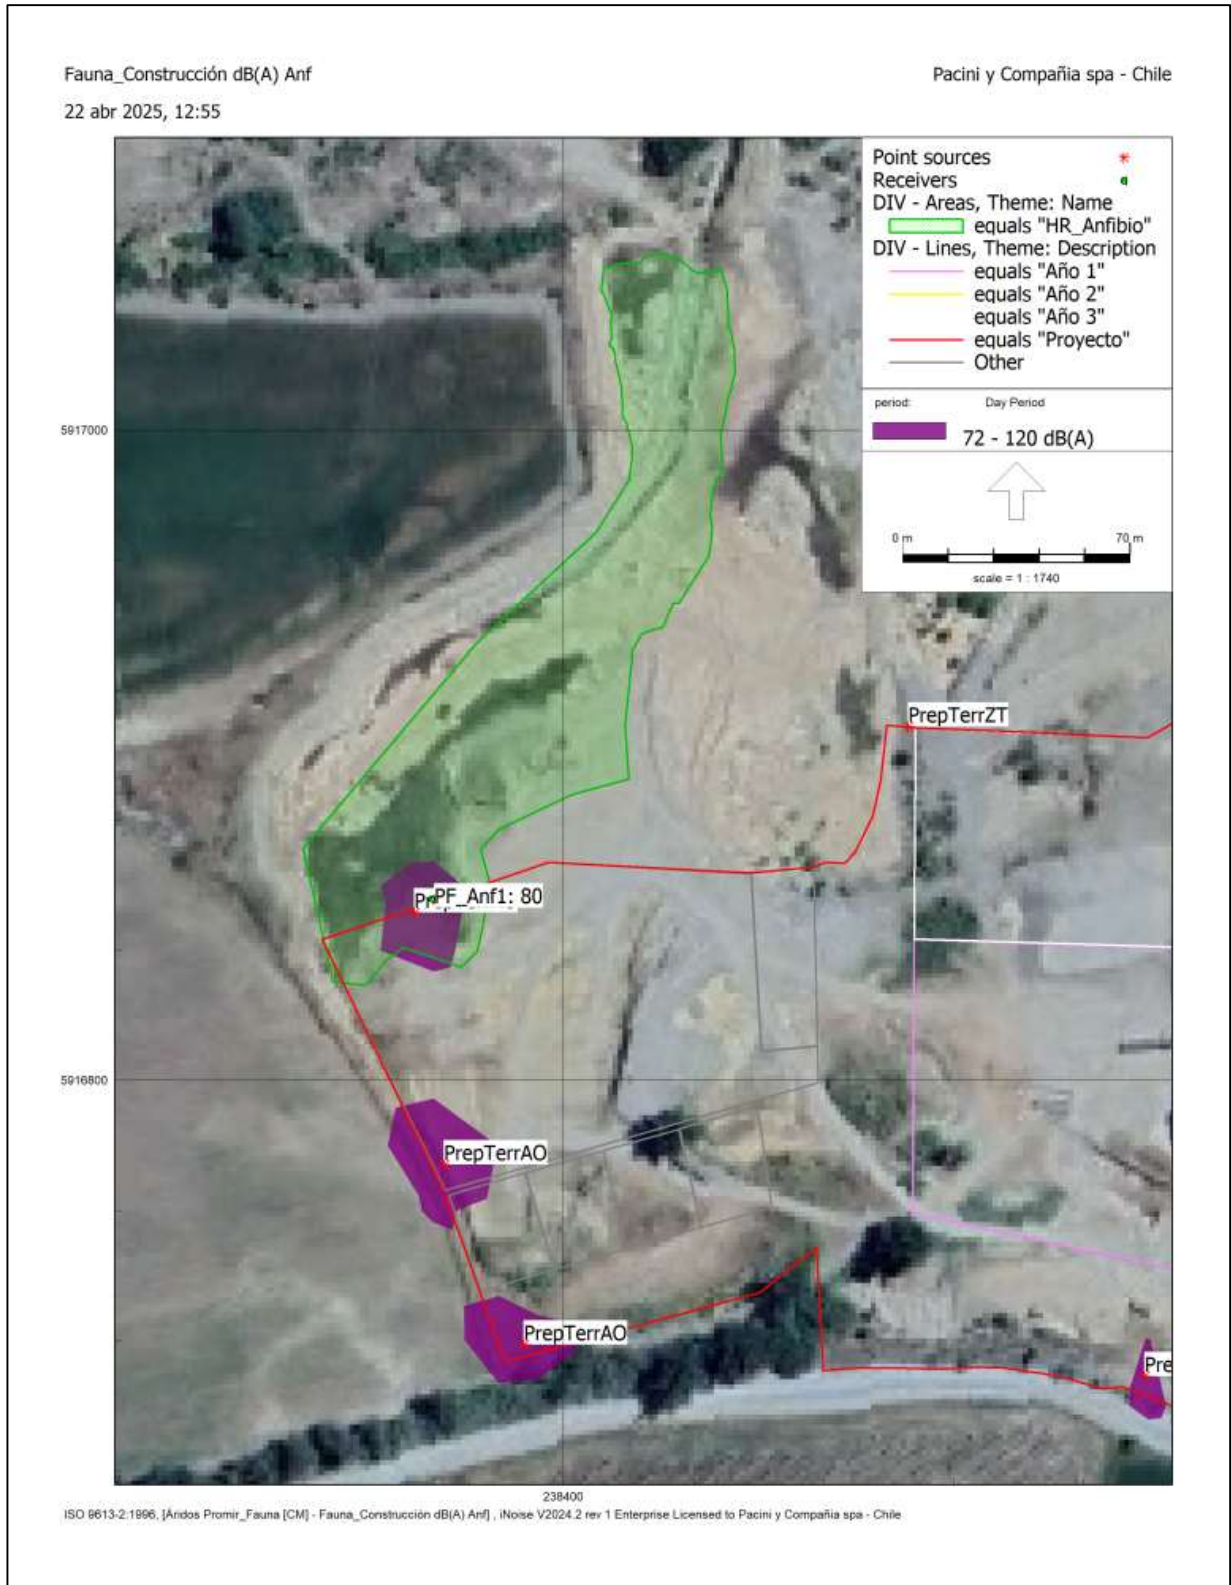 Fauna_Construcción dB(A) Anf
Pacini y Compañia spa - Chile
22 abr 2025, 12:55
Point sources
Receivers
DIV - Areas, Theme: Name
equals "HR_Anfibio"
DIV - Lines, Theme: Description
equals "Año 1"
equals "Año 2"
equals "Año 3"
equals "Proyecto"
Other
period: Day Period
72 - 120 dB(A)
0 m 70 m
scale = 1 : 1740
5917000
PrepTerrZT
PF_Anf1: 80
5916800
PrepTerrAO
PrepTerrAO
Pre
238400
ISO 9613-2:1996, [Áridos Promir_Fauna [CM] - Fauna_Construcción dB(A) Anf] , iNoise V2024.2 rev 1 Enterprise Licensed to Pacini y Compañia spa - Chile